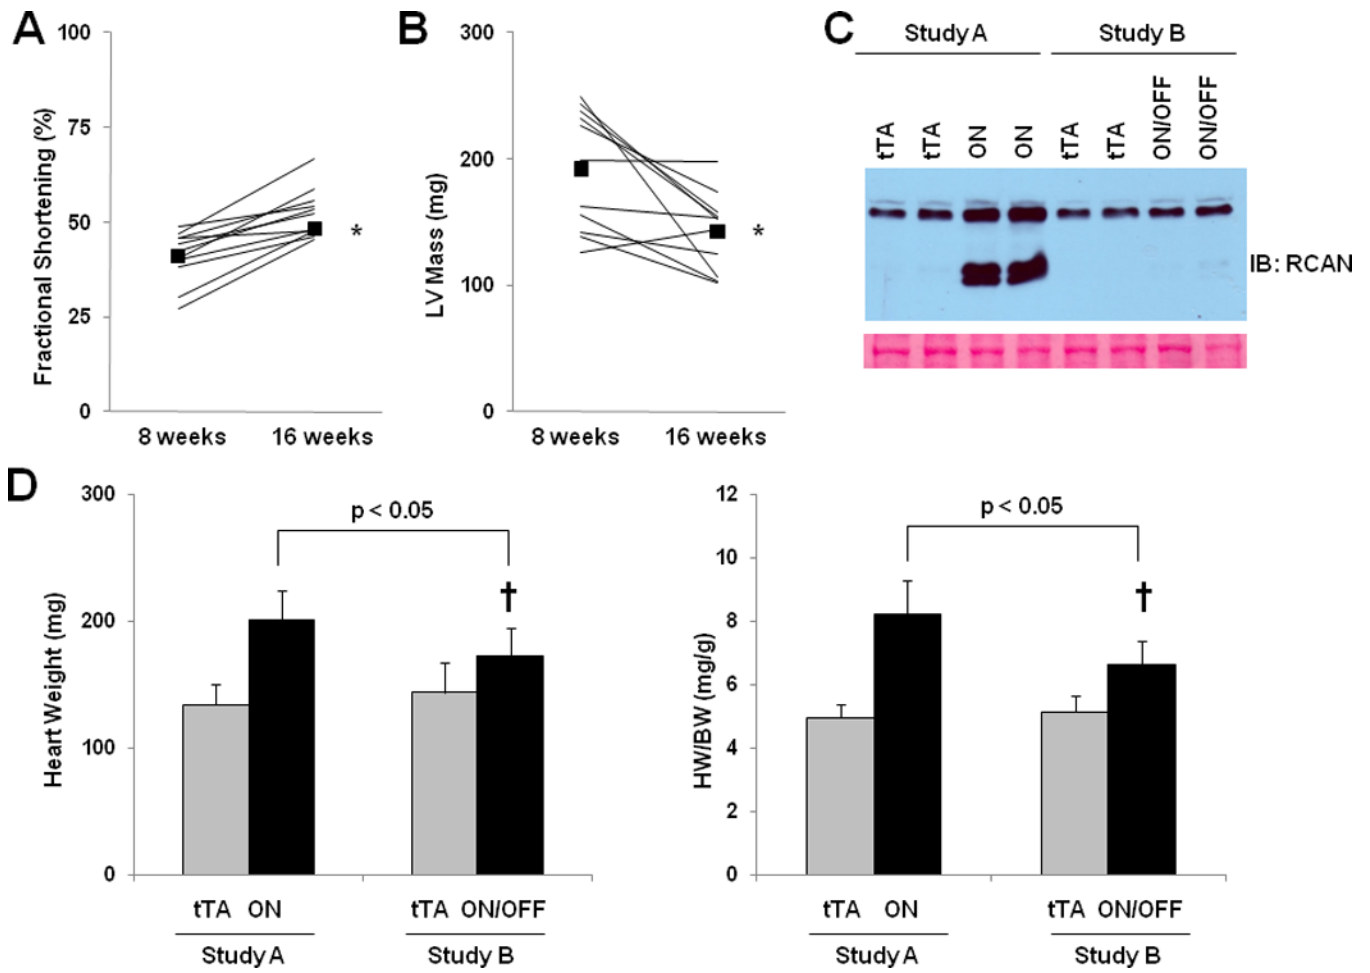 A
100
75
50
25
0
Fractional Shortening (%)
8 weeks
16 weeks
*
B
300
200
100
0
LV Mass (mg)
8 weeks
16 weeks
*
C
Study A
Study B
tTA
tTA
ON
ON
tTA
tTA
ON/OFF
ON/OFF
IB: RCAN
D
300
200
100
0
Heart Weight (mg)
p < 0.05
†
tTA ON
tTA ON/OFF
Study A
Study B
12
10
8
6
4
2
0
HW/BW (mg/g)
p < 0.05
†
tTA ON
tTA ON/OFF
Study A
Study B